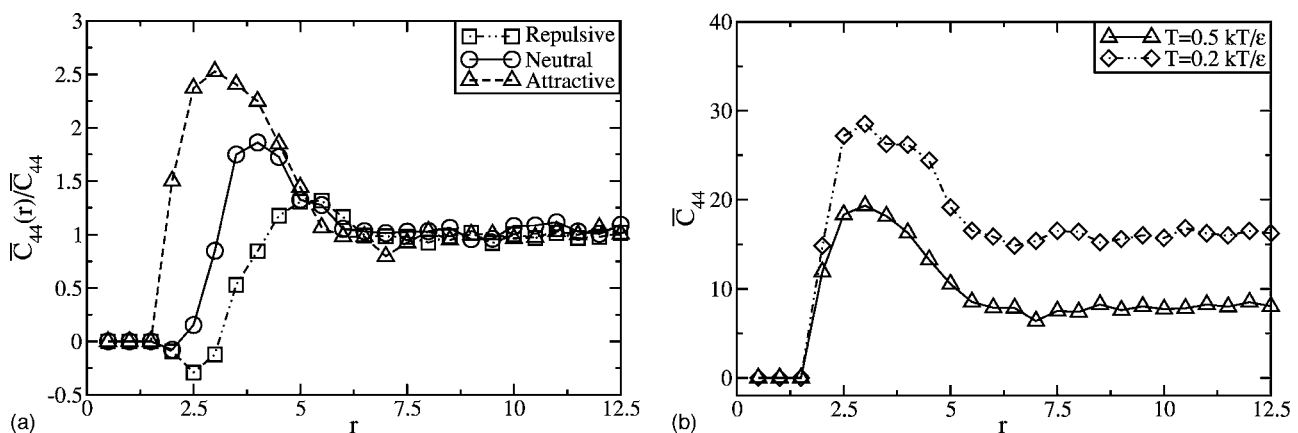 3
2.5
2
1.5
1
0.5
0
-0.5
C̅44(r)/C̅44
Repulsive
Neutral
Attractive
0 2.5 5 7.5 10 12.5
r
(a)
40
30
20
10
0
C̅44
T=0.5 kT/ε
T=0.2 kT/ε
0 2.5 5 7.5 10 12.5
r
(b)